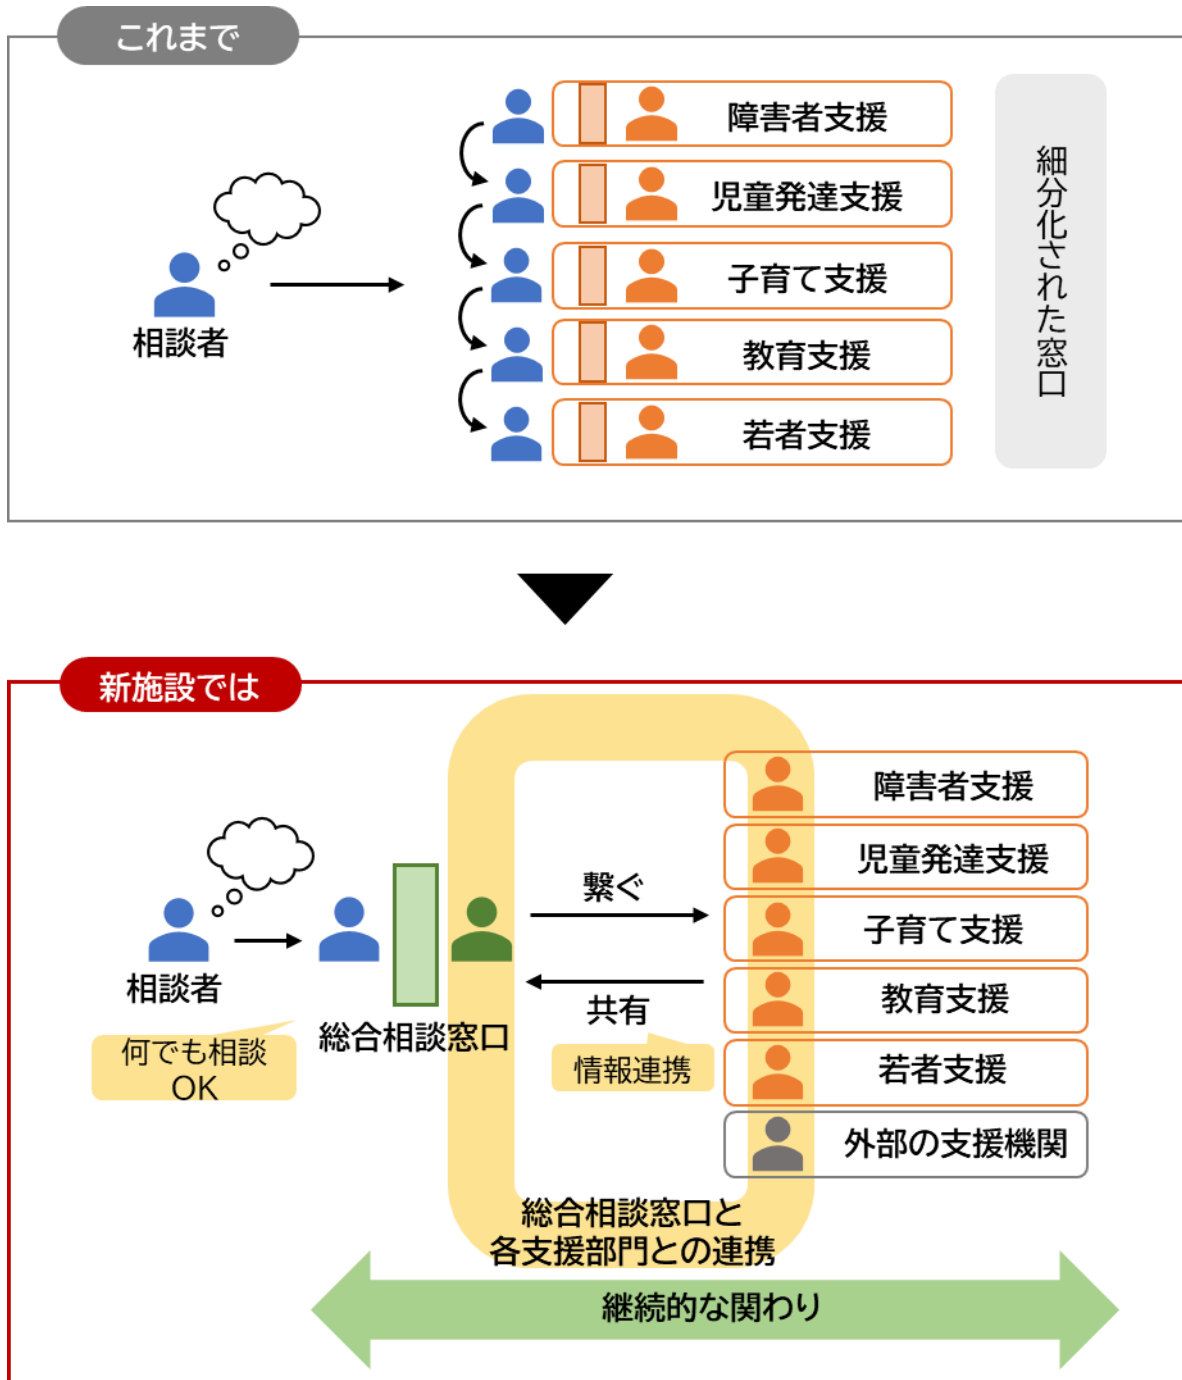 これまで
障害者支援
児童発達支援
子育て支援
教育支援
若者支援
相談者
細分化された窓口
新施設では
障害者支援
児童発達支援
子育て支援
教育支援
若者支援
外部の支援機関
繋ぐ
共有
情報連携
相談者
何でも相談
OK
総合相談窓口
総合相談窓口と
各支援部門との連携
継続的な関わり